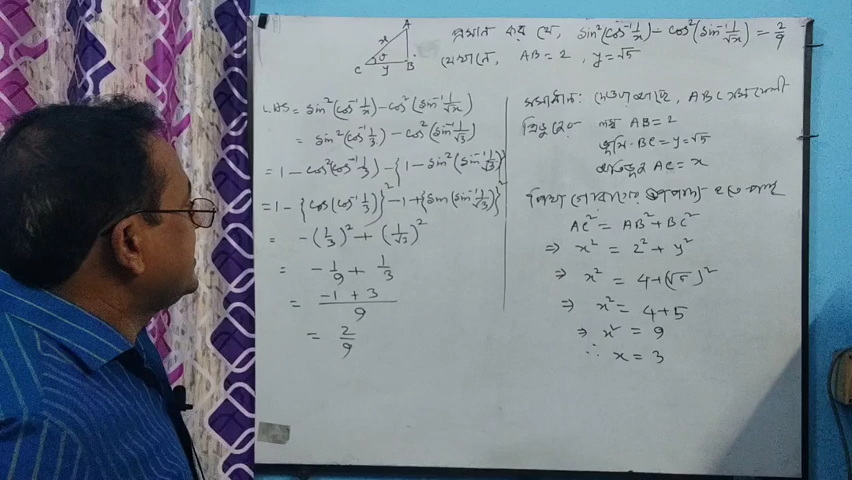 A
x
θ
C
y
B
প্রমাণ কর যে, sin²(cos⁻¹ 1/x) − cos²(sin⁻¹ 1/√x) = 2/9
যেখানে, AB = 2, y = √5
L.H.S = sin²(cos⁻¹ 1/x) − cos²(sin⁻¹ 1/√x)
= sin²(cos⁻¹ 1/3) − cos²(sin⁻¹ 1/√3)
= 1 − cos²(cos⁻¹ 1/3) − {1 − sin²(sin⁻¹ 1/√3)}
= 1 − {cos(cos⁻¹ 1/3)}² − 1 + {sin(sin⁻¹ 1/√3)}²
= −(1/3)² + (1/√3)²
= −1/9 + 1/3
= (−1 + 3)/9
= 2/9
সমাধান: দেওয়া আছে, ABC সমকোণী
ত্রিভুজের লম্ব AB = 2
ভূমি BC = y = √5
অতিভুজ AC = x
AC² = AB² + BC²
⇒ x² = 2² + y²
⇒ x² = 4 + (√5)²
⇒ x² = 4 + 5
⇒ x² = 9
∴ x = 3